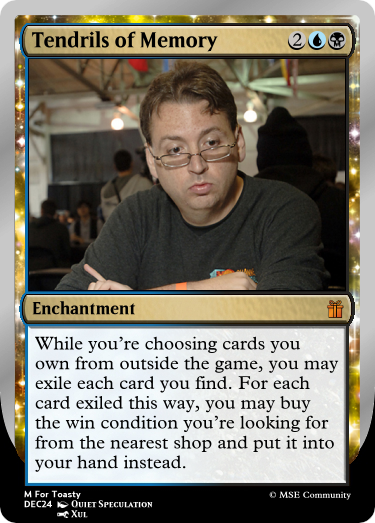 Tendrils of Memory 2
Enchantment
While you're choosing cards you
own from outside the game, you may
exile each card you find. For each
card exiled this way, you may buy
the win condition you're looking for
from the nearest shop and put it into
your hand instead.
M For Toasty
DEC24 Quiet Speculation © MSE Community
Xul